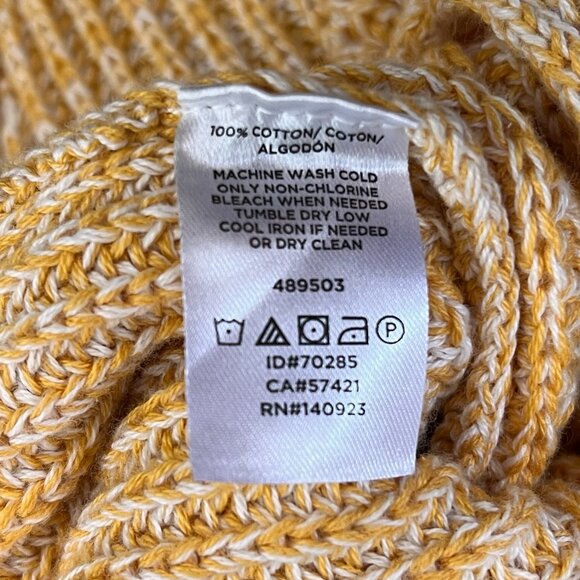 100% COTTON/ COTON/
ALGODÓN
MACHINE WASH COLD
ONLY NON-CHLORINE
BLEACH WHEN NEEDED
TUMBLE DRY LOW
COOL IRON IF NEEDED
OR DRY CLEAN
489503
P
ID#70285
CA#57421
RN#140923